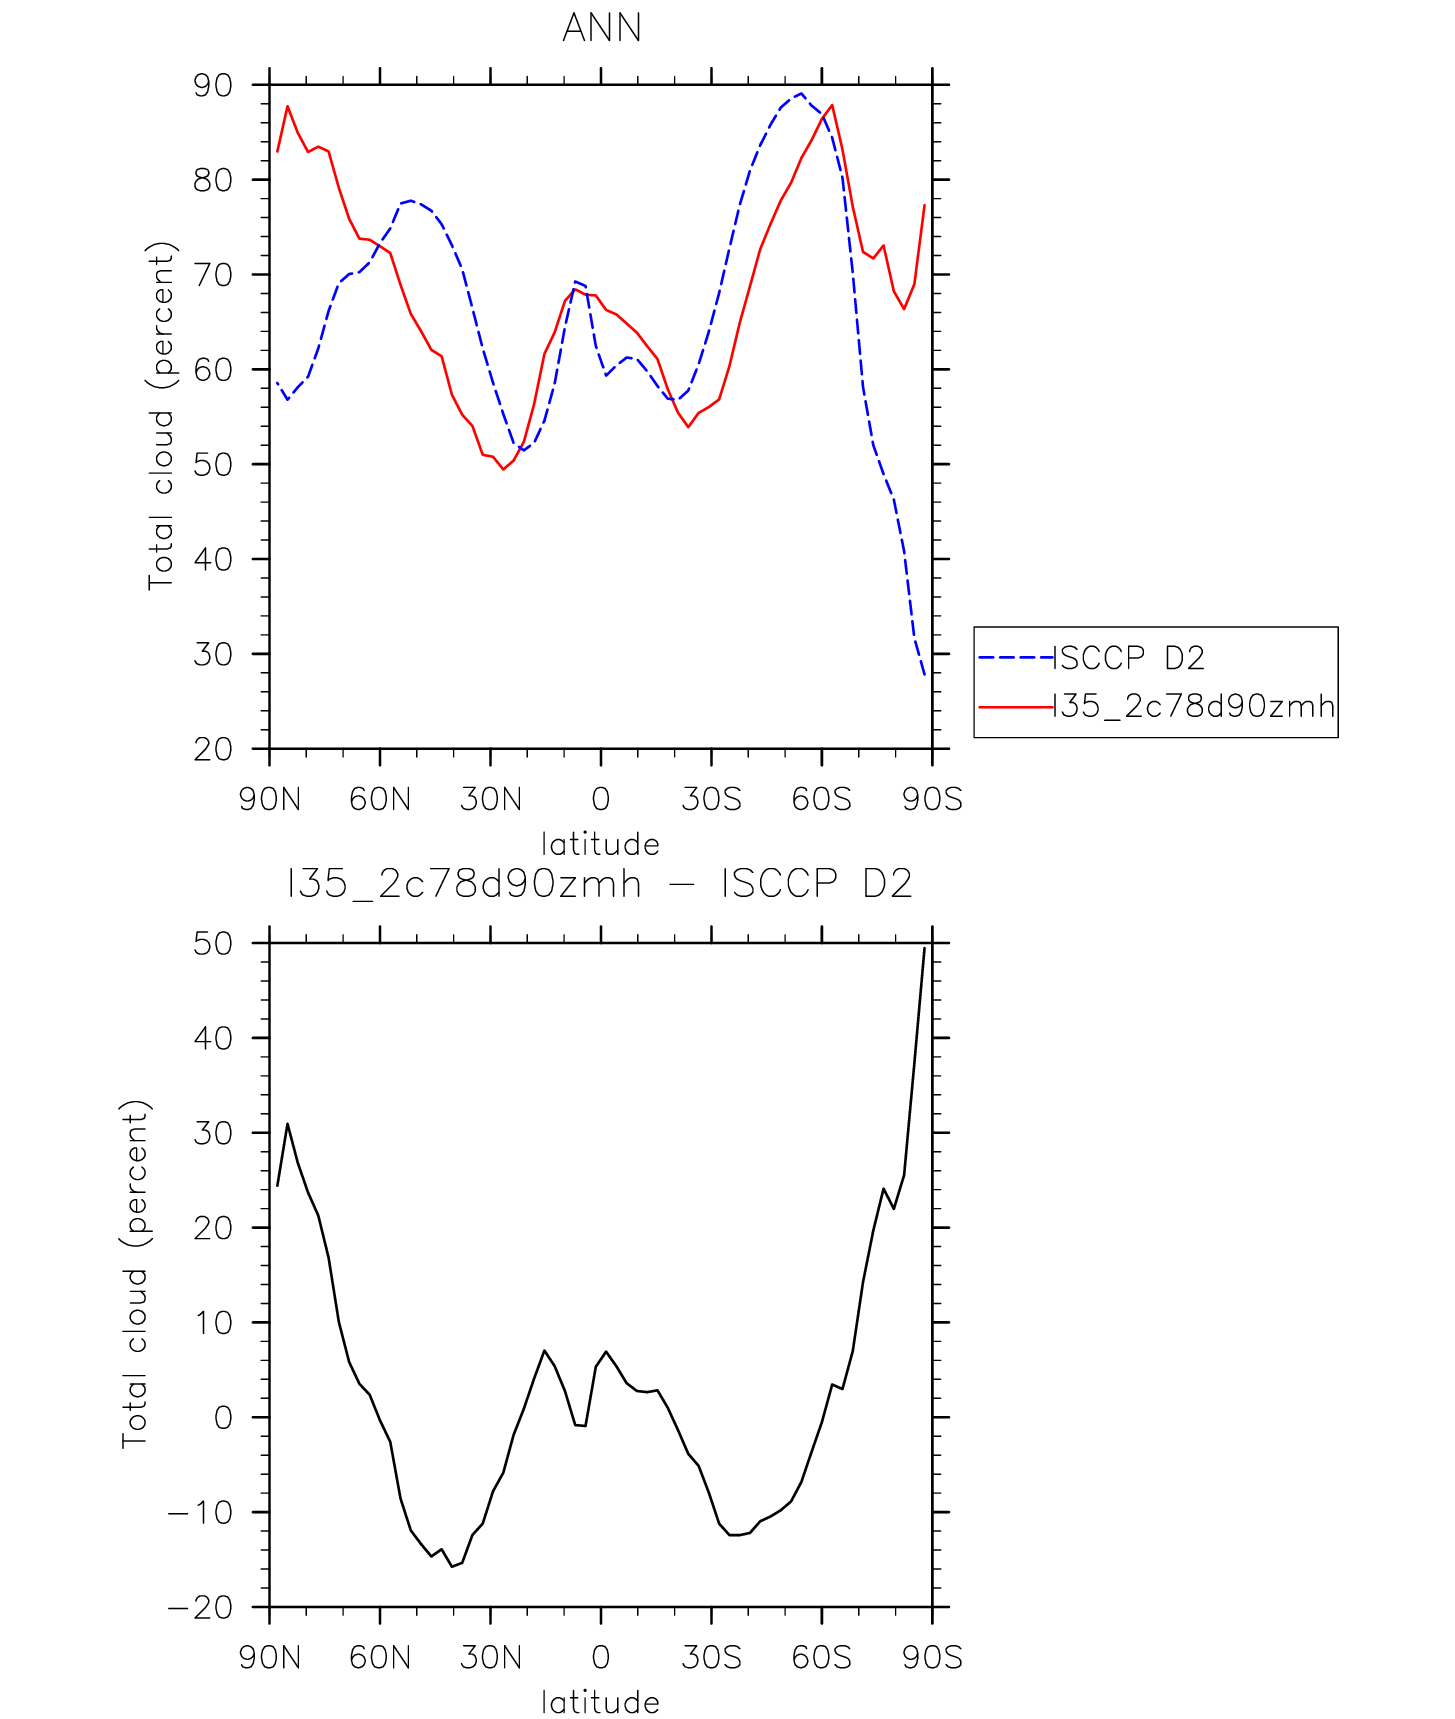 ANN
90
80
70
60
50
40
30
20
Total cloud (percent)
90N 60N 30N 0 30S 60S 90S
latitude
ISCCP D2
I35_2c78d90zmh
I35_2c78d90zmh − ISCCP D2
50
40
30
20
10
0
−10
−20
Total cloud (percent)
90N 60N 30N 0 30S 60S 90S
latitude